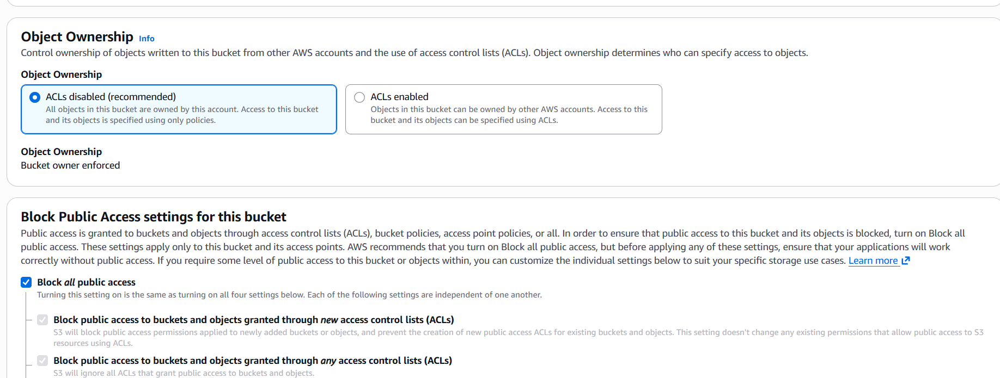 Object Ownership Info
Control ownership of objects written to this bucket from other AWS accounts and the use of access control lists (ACLs). Object ownership determines who can specify access to objects.
Object Ownership
ACLs disabled (recommended)
All objects in this bucket are owned by this account. Access to this bucket
and its objects is specified using only policies.
ACLs enabled
Objects in this bucket can be owned by other AWS accounts. Access to this
bucket and its objects can be specified using ACLs.
Object Ownership
Bucket owner enforced
Block Public Access settings for this bucket
Public access is granted to buckets and objects through access control lists (ACLs), bucket policies, access point policies, or all. In order to ensure that public access to this bucket and its objects is blocked, turn on Block all
public access. These settings apply only to this bucket and its access points. AWS recommends that you turn on Block all public access, but before applying any of these settings, ensure that your applications will work
correctly without public access. If you require some level of public access to this bucket or objects within, you can customize the individual settings below to suit your specific storage use cases. Learn more
Block all public access
Turning this setting on is the same as turning on all four settings below. Each of the following settings are independent of one another.
Block public access to buckets and objects granted through new access control lists (ACLs)
S3 will block public access permissions applied to newly added buckets or objects, and prevent the creation of new public access ACLs for existing buckets and objects. This setting doesn't change any existing permissions that allow public access to S3
resources using ACLs.
Block public access to buckets and objects granted through any access control lists (ACLs)
S3 will ignore all ACLs that grant public access to buckets and objects.